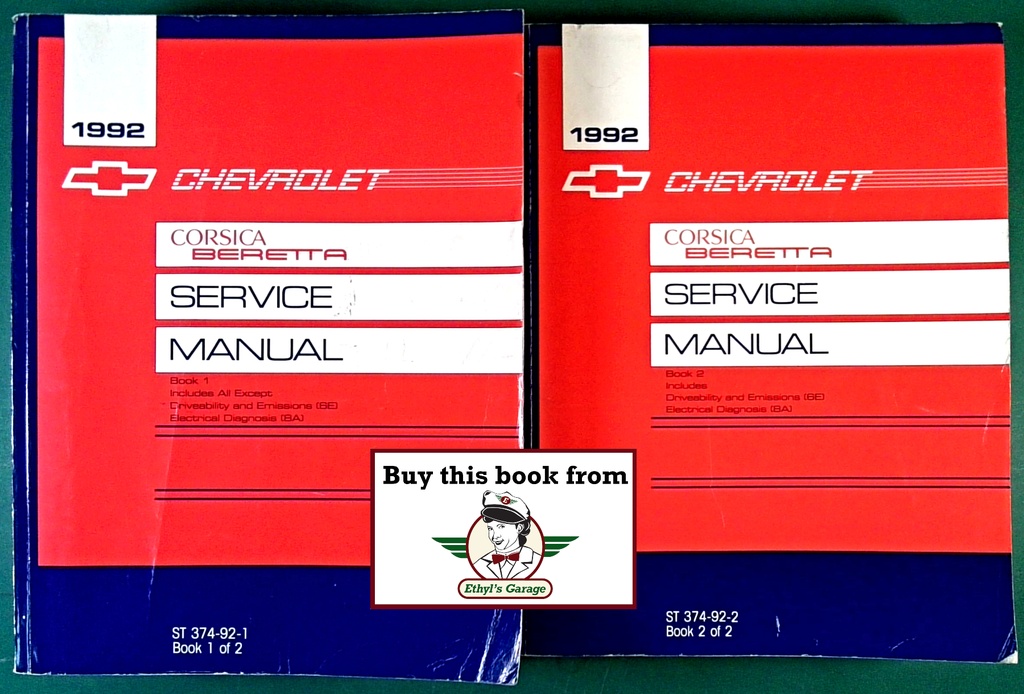 1992
CHEVROLET
CORSICA
BERETTA
SERVICE
MANUAL
Book 1
Includes All Except
Driveability and Emissions (6E)
Electrical Diagnosis (8A)
ST 374-92-1
Book 1 of 2
1992
CHEVROLET
CORSICA
BERETTA
SERVICE
MANUAL
Book 2
Includes
Driveability and Emissions (6E)
Electrical Diagnosis (8A)
ST 374-92-2
Book 2 of 2
Buy this book from
Ethyl's Garage